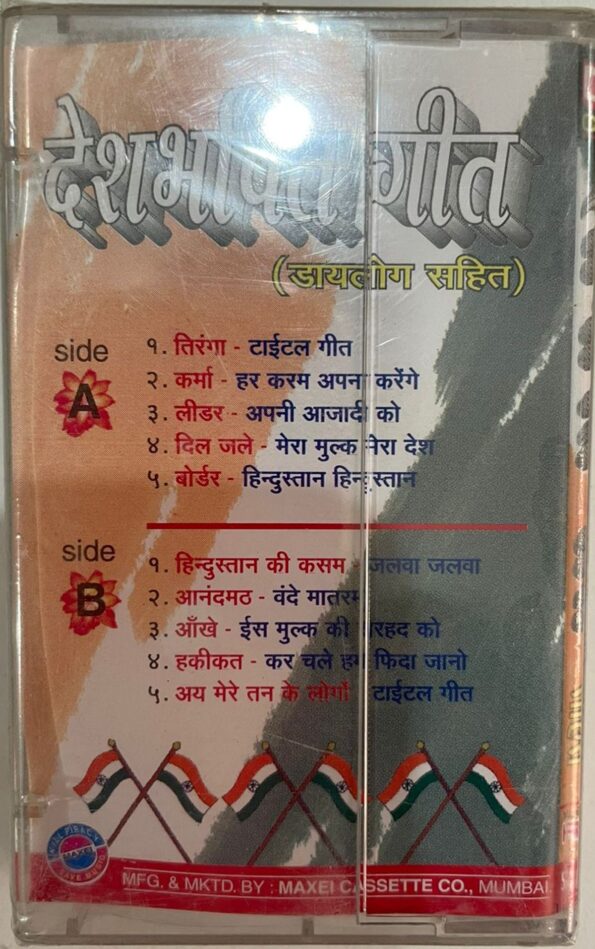 देशभक्ति गीत
(डायलोग सहित)
side A
१. तिरंगा - टाईटल गीत
२. कर्मा - हर करम अपना करेंगे
३. लीडर - अपनी आजादी को
४. दिल जले - मेरा मुल्क मेरा देश
५. बोर्डर - हिन्दुस्तान हिन्दुस्तान
side B
१. हिन्दुस्तान की कसम - जलवा जलवा
२. आनंदमठ - वंदे मातरम
३. आँखे - ईस मुल्क की सरहद को
४. हकीकत - कर चले हम फिदा जानो
५. अय मेरे तन के लोगों - टाईटल गीत
MAXEI
MFG. & MKTD. BY : MAXEI CASSETTE CO., MUMBAI.